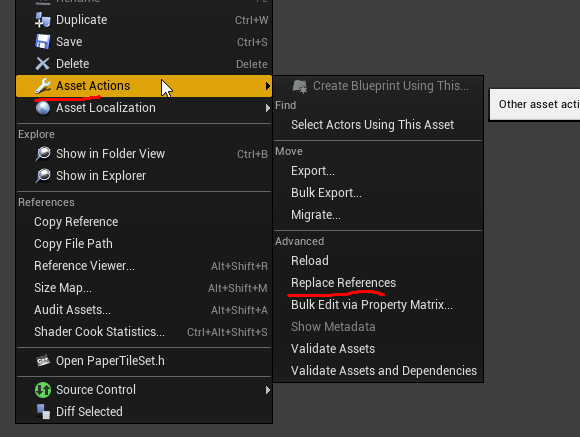 Duplicate Ctrl+W
Save Ctrl+S
Delete Delete
Asset Actions
Asset Localization
Explore
Show in Folder View Ctrl+B
Show in Explorer
References
Copy Reference
Copy File Path
Reference Viewer... Alt+Shift+R
Size Map... Alt+Shift+M
Audit Assets... Alt+Shift+A
Shader Cook Statistics... Ctrl+Alt+Shift+S
Open PaperTileSet.h
Source Control
Diff Selected
Create Blueprint Using This...
Find
Select Actors Using This Asset
Move
Export...
Bulk Export...
Migrate...
Advanced
Reload
Replace References
Bulk Edit via Property Matrix...
Show Metadata
Validate Assets
Validate Assets and Dependencies
Other asset acti